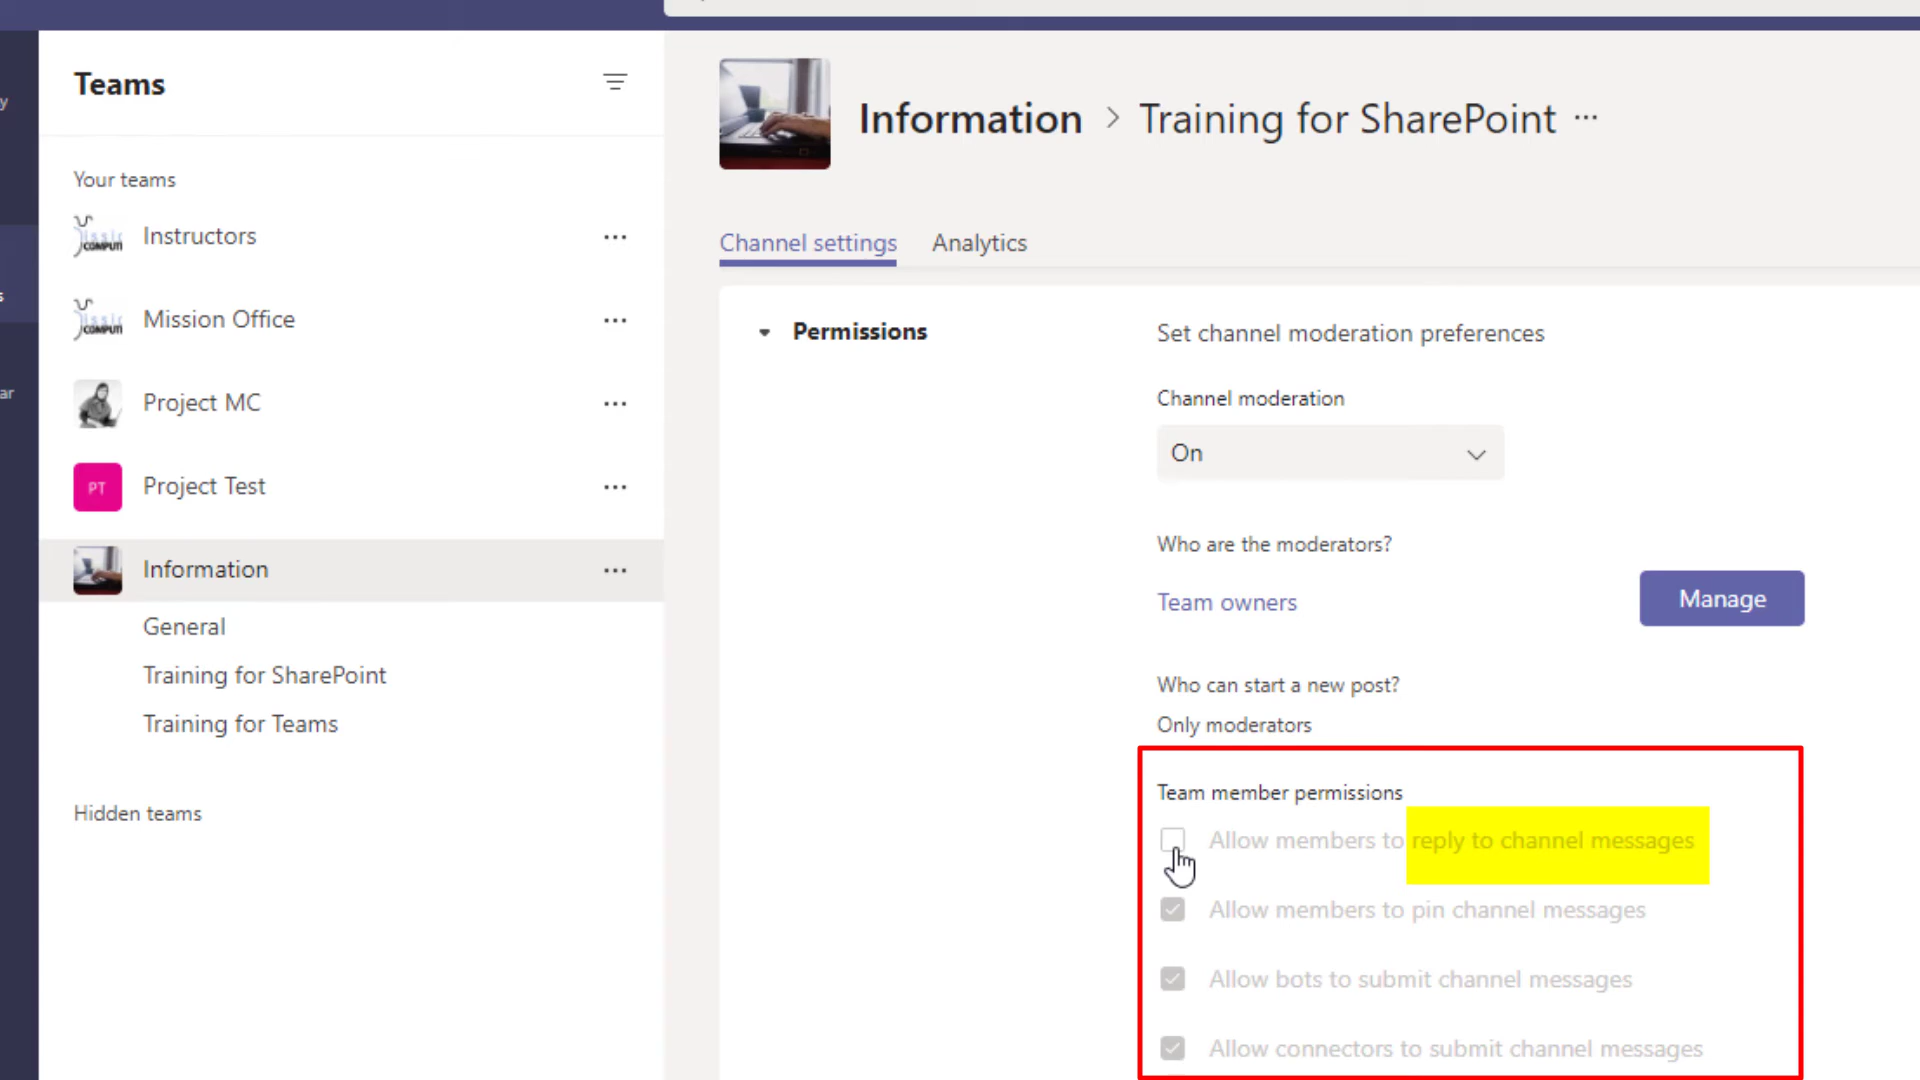 y
s
ar
Teams
Your teams
Instructors
Mission Office
Project MC
PT
Project Test
Information
General
Training for SharePoint
Training for Teams
Hidden teams
Information > Training for SharePoint ...
Channel settings
Analytics
Permissions
Set channel moderation preferences
Channel moderation
On
Who are the moderators?
Team owners
Manage
Who can start a new post?
Only moderators
Team member permissions
Allow members to reply to channel messages
Allow members to pin channel messages
Allow bots to submit channel messages
Allow connectors to submit channel messages